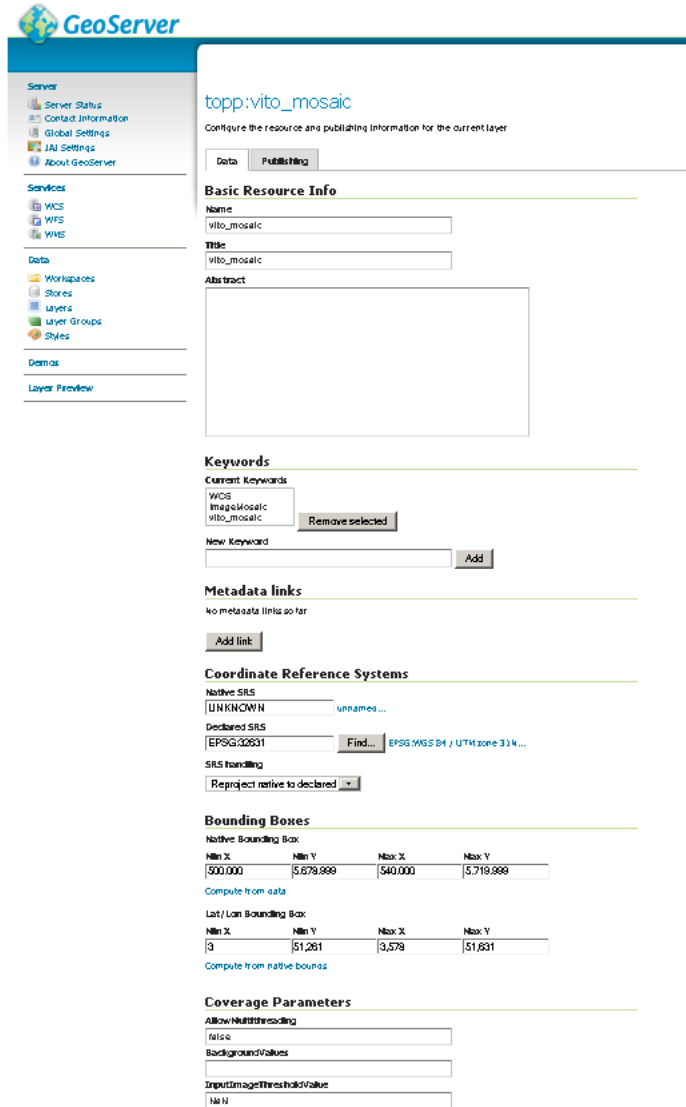 GeoServer
Server
Server Status
Contact Information
Global Settings
JAI Settings
About GeoServer
Services
WCS
WFS
WMS
Data
Workspaces
Stores
Layers
Layer Groups
Styles
Demos
Layer Preview
topp:vito_mosaic
Configure the resource and publishing information for the current layer
Data Publishing
Basic Resource Info
Name
vito_mosaic
Title
vito_mosaic
Abstract
Keywords
Current Keywords
WCS
ImageMosaic
vito_mosaic
Remove selected
New Keyword
Add
Metadata links
No metadata links so far
Add link
Coordinate Reference Systems
Native SRS
UNKNOWN unnamed...
Declared SRS
EPSG:32631 Find... EPSG:WGS 84 / UTM zone 31N...
SRS handling
Reproject native to declared
Bounding Boxes
Native Bounding Box
Min X Min Y Max X Max Y
500.000 5.679.999 540.000 5.719.999
Compute from data
Lat/Lon Bounding Box
Min X Min Y Max X Max Y
3 51,261 3,579 51,631
Compute from native bounds
Coverage Parameters
AllowMultithreading
false
BackgroundValues
InputImageThresholdValue
NaN